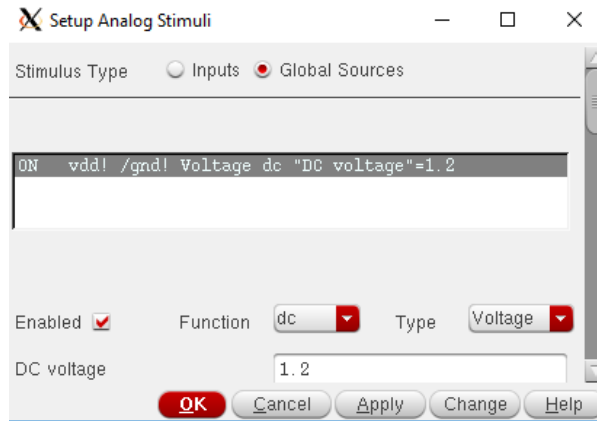 Setup Analog Stimuli
Stimulus Type Inputs Global Sources
ON vdd! /gnd! Voltage dc "DC voltage"=1.2
Enabled Function dc Type Voltage
DC voltage 1.2
OK Cancel Apply Change Help